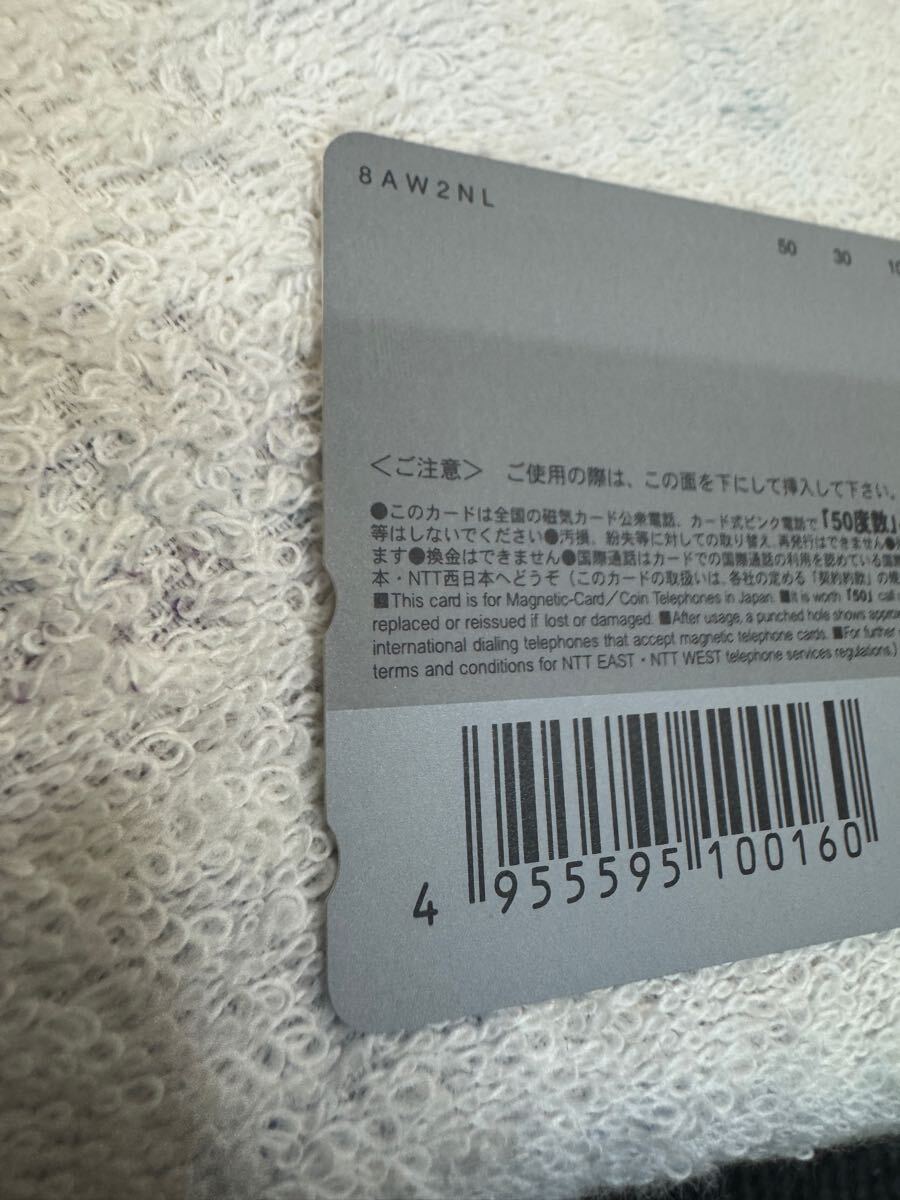 8AW2NL
50 30 10
<ご注意> ご使用の際は、この面を下にして挿入して下さい。
●このカードは全国の磁気カード公衆電話、カード式ピンク電話で「50度数」
等はしないでください●汚損、紛失等に対しての取り替え、再発行はできません●
ます●換金はできません●国際通話はカードでの国際通話の利用を認めている国際
本・NTT西日本へどうぞ（このカードの取扱いは、各社の定める「契約約款」の規
■This card is for Magnetic-Card/Coin Telephones in Japan. ■It is worth 「50」 call
replaced or reissued if lost or damaged. ■After usage, a punched hole shows
international dialing telephones that accept magnetic telephone cards. ■For further
terms and conditions for NTT EAST・NTT WEST telephone services regulations.)
4 955595 100160